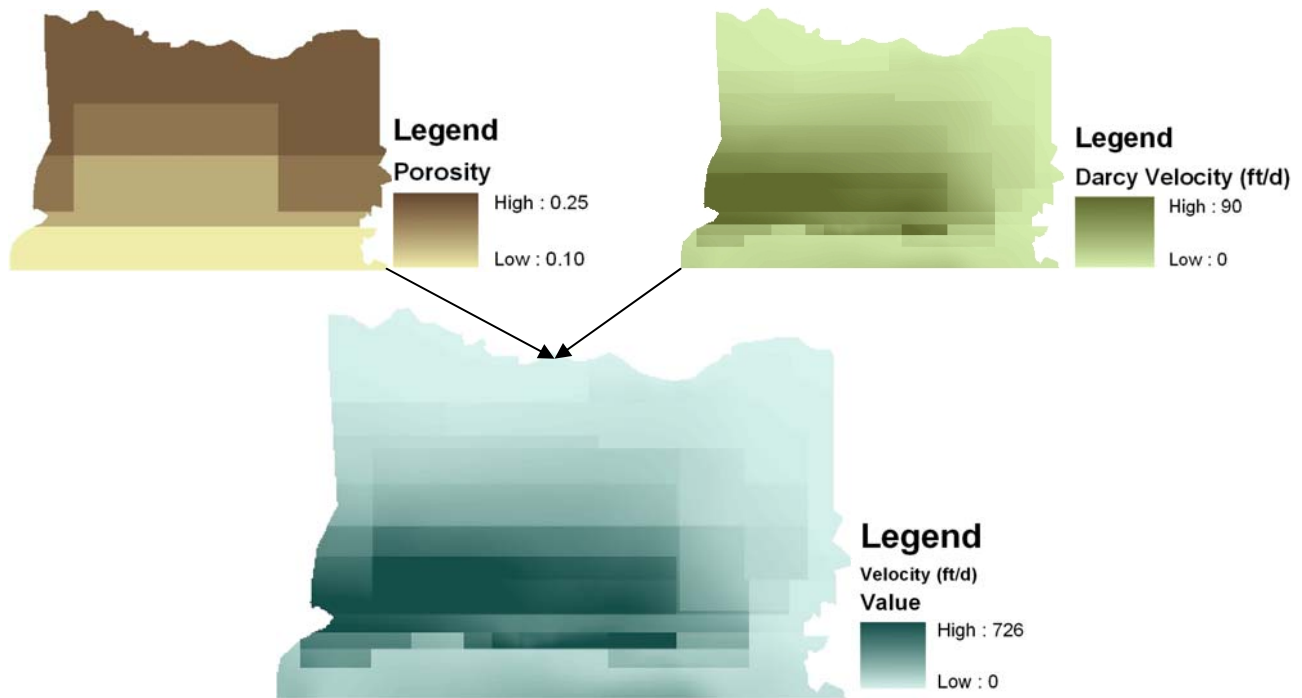 Legend
Porosity
High : 0.25
Low : 0.10
Legend
Darcy Velocity (ft/d)
High : 90
Low : 0
Legend
Velocity (ft/d)
Value
High : 726
Low : 0